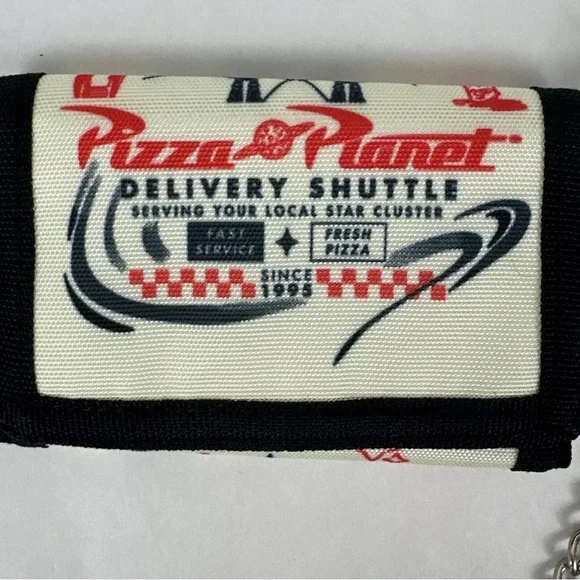 Pizza Planet
DELIVERY SHUTTLE
SERVING YOUR LOCAL STAR CLUSTER
FAST SERVICE
FRESH PIZZA
SINCE 1995